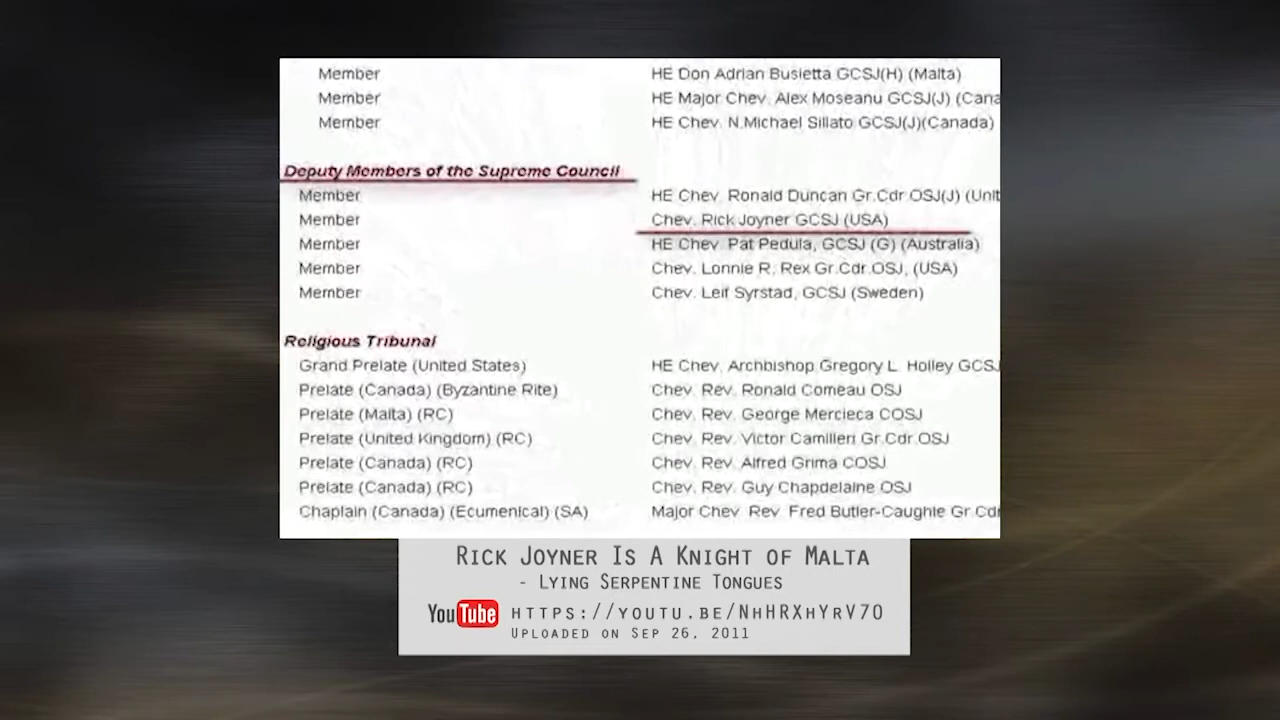 Member HE Don Adrian Busietta GCSJ(H) (Malta)
Member HE Major Chev. Alex Moseanu GCSJ(J) (Cana
Member HE Chev. N.Michael Sillato GCSJ(J)(Canada)
Deputy Members of the Supreme Council
Member HE Chev. Ronald Duncan Gr.Cdr OSJ(J) (Unit
Member Chev. Rick Joyner GCSJ (USA)
Member HE Chev. Pat Pedula, GCSJ (G) (Australia)
Member Chev. Lonnie R. Rex Gr.Cdr.OSJ, (USA)
Member Chev. Leif Syrstad, GCSJ (Sweden)
Religious Tribunal
Grand Prelate (United States) HE Chev. Archbishop Gregory L. Holley GCSJ
Prelate (Canada) (Byzantine Rite) Chev. Rev. Ronald Comeau OSJ
Prelate (Malta) (RC) Chev. Rev. George Mercieca COSJ
Prelate (United Kingdom) (RC) Chev. Rev. Victor Camilleri Gr.Cdr.OSJ
Prelate (Canada) (RC) Chev. Rev. Alfred Grima COSJ
Prelate (Canada) (RC) Chev. Rev. Guy Chapdelaine OSJ
Chaplain (Canada) (Ecumenical) (SA) Major Chev. Rev. Fred Butler-Caughie Gr.Cdr
Rick Joyner Is A Knight of Malta
- Lying Serpentine Tongues
YouTube https://youtu.be/NhHRXhYrV7O
Uploaded on Sep 26, 2011